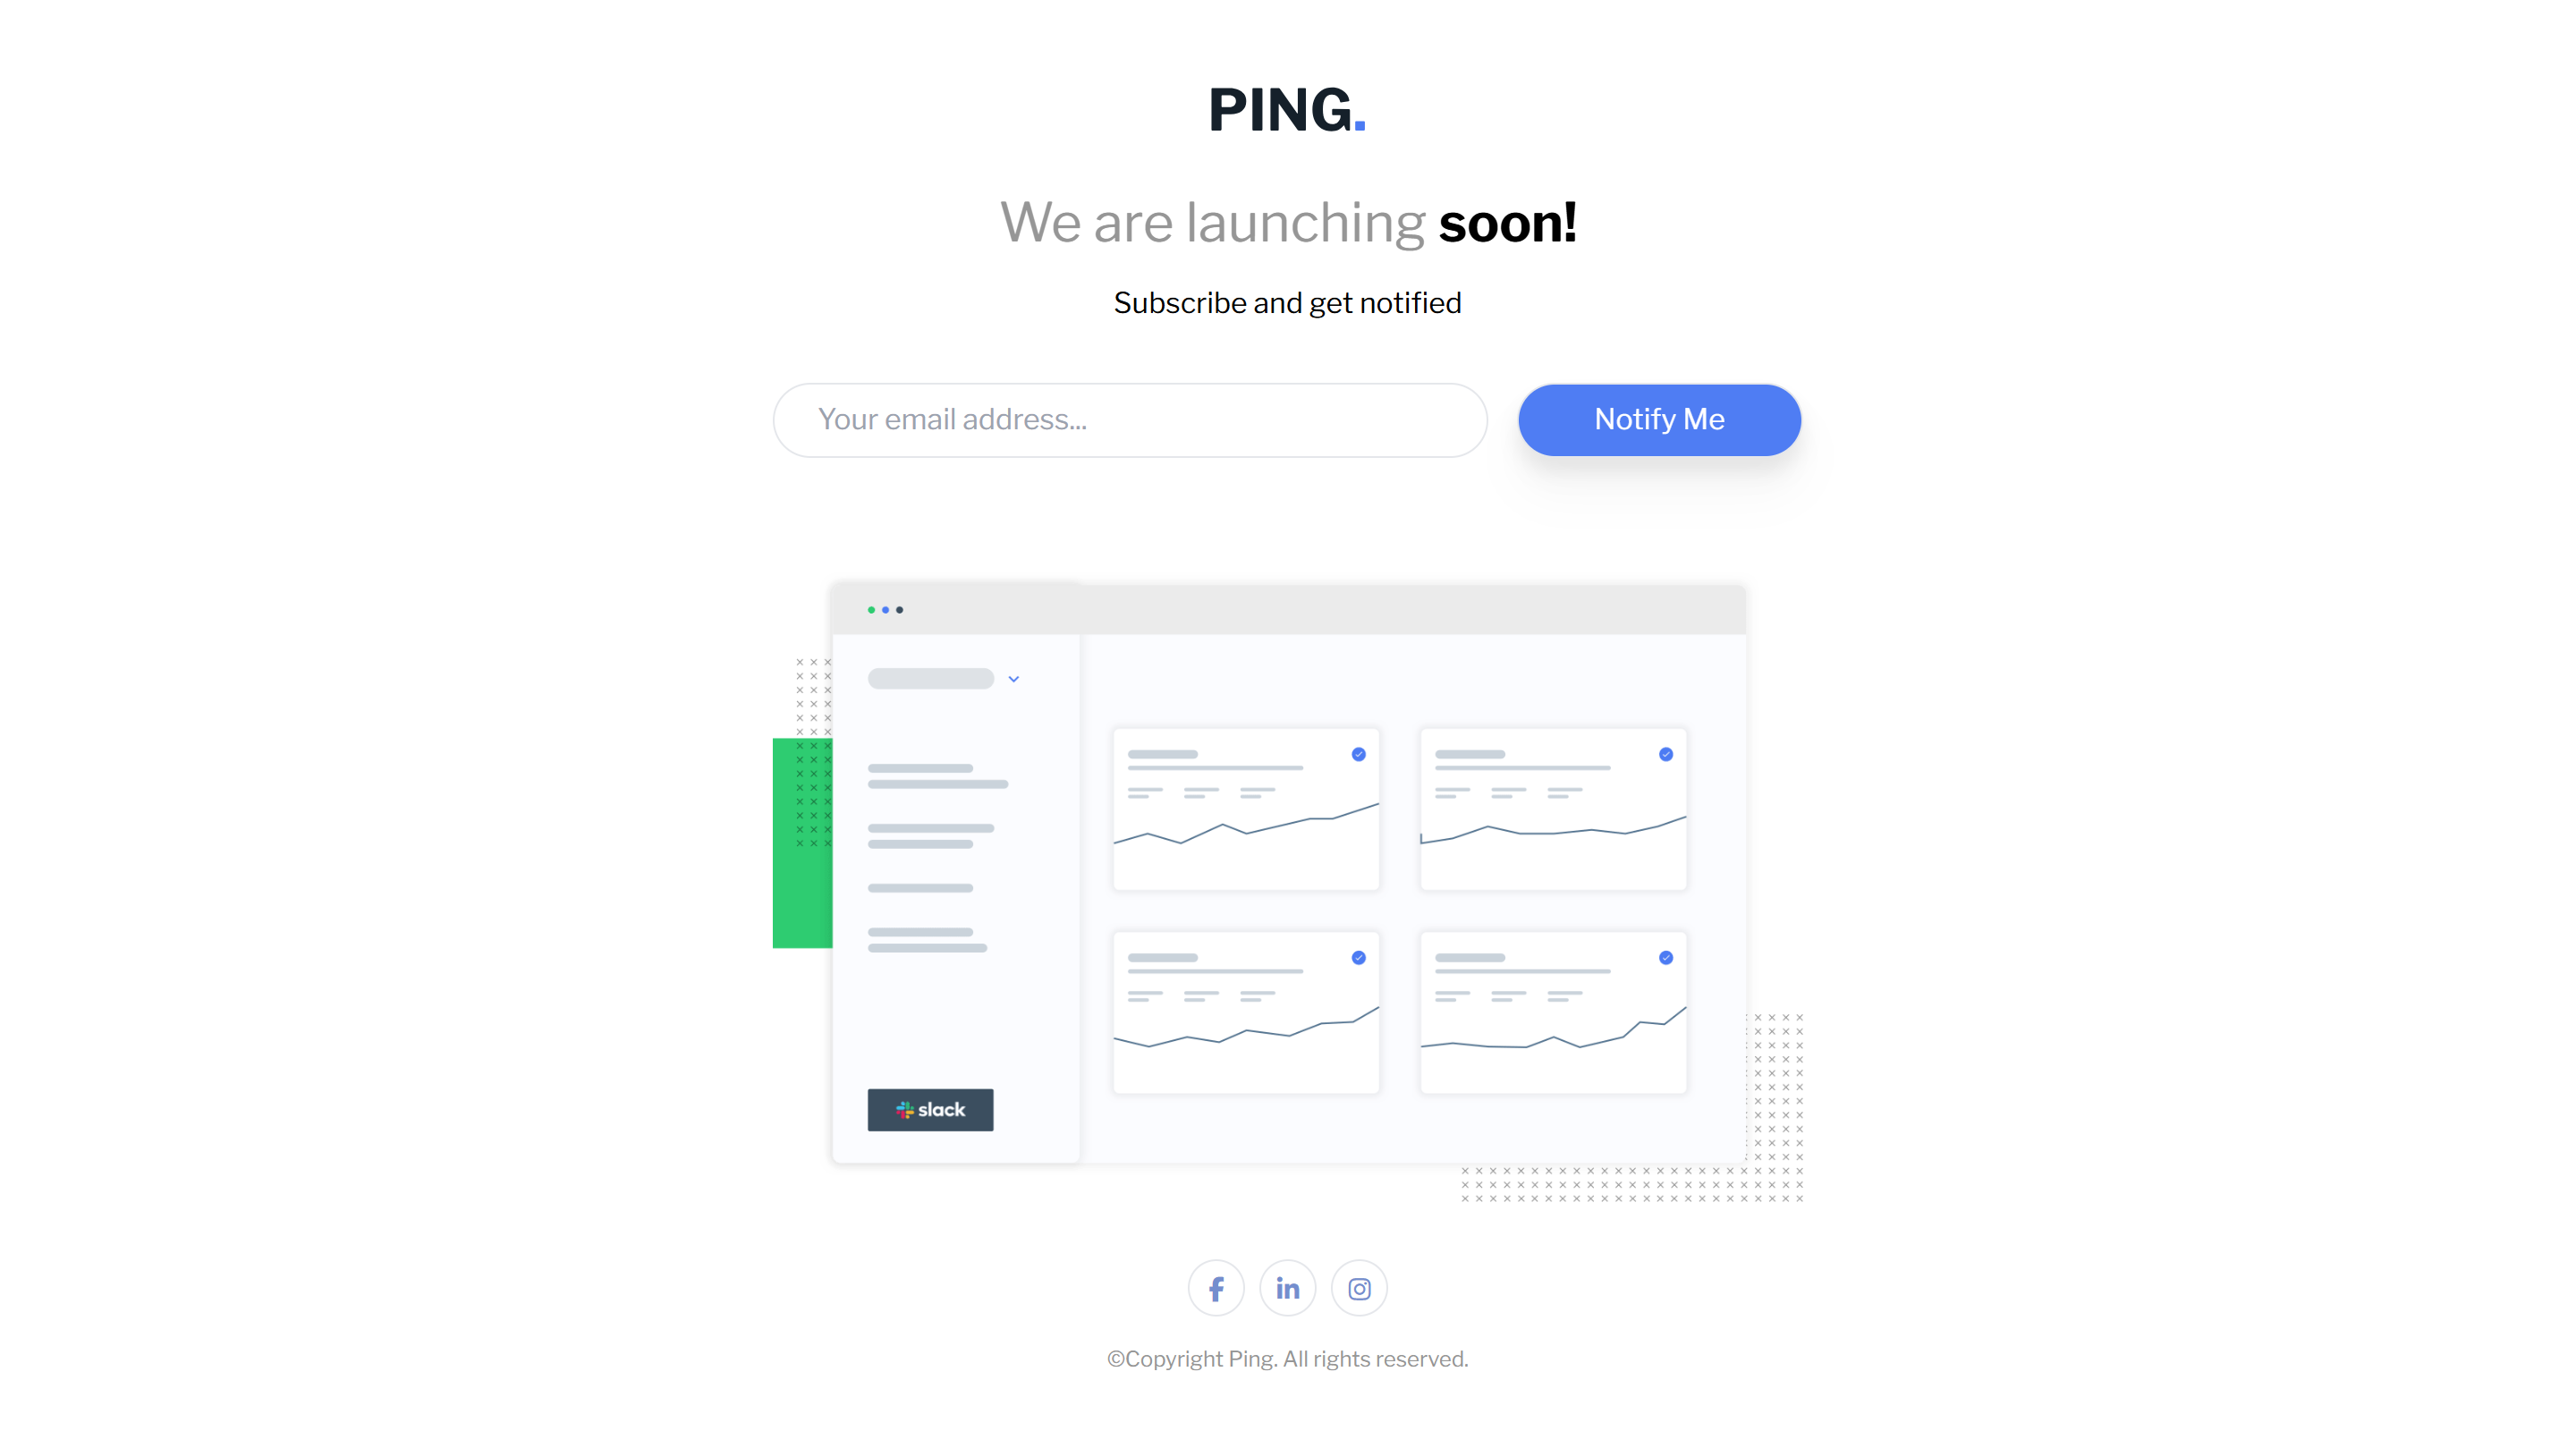 PING.
We are launching soon!
Subscribe and get notified
Your email address...
Notify Me
slack
©Copyright Ping. All rights reserved.